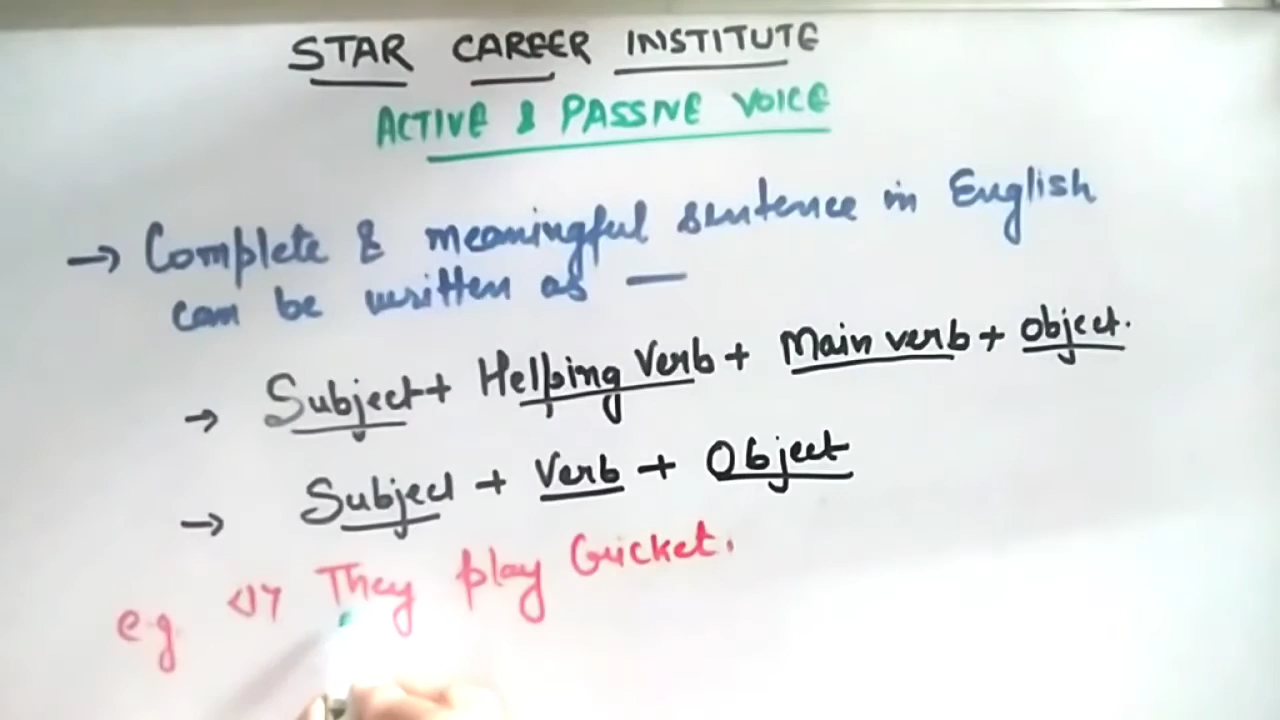 STAR CAREER INSTITUTE
ACTIVE & PASSIVE VOICE
→ Complete & meaningful sentence in English
can be written as —
→ Subject + Helping Verb + Main verb + Object.
→ Subject + Verb + Object
e.g. <1> They play Cricket.